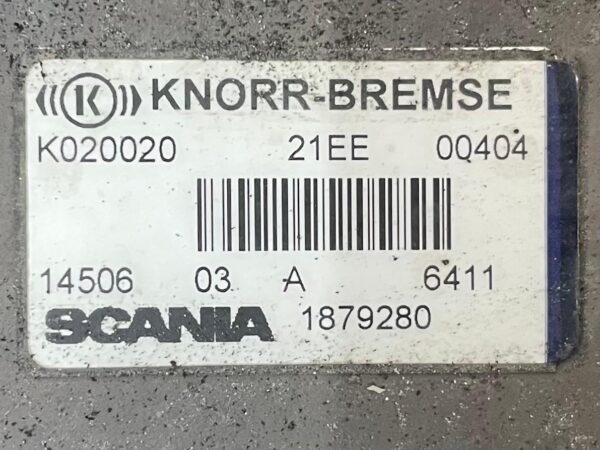 ((K)) KNORR-BREMSE
K020020 21EE 0Q404
14506 03 A 6411
SCANIA 1879280